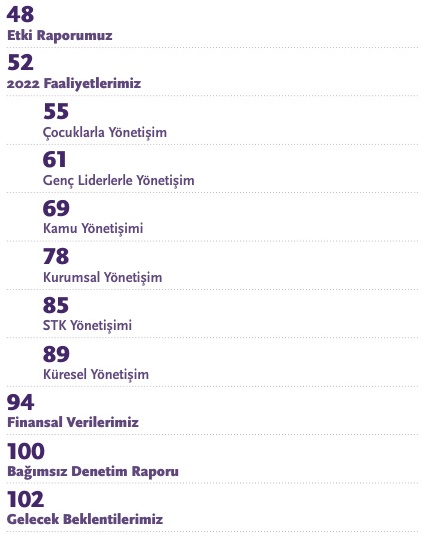 48
Etki Raporumuz
52
2022 Faaliyetlerimiz
55
Çocuklarla Yönetişim
61
Genç Liderlerle Yönetişim
69
Kamu Yönetişimi
78
Kurumsal Yönetişim
85
STK Yönetişimi
89
Küresel Yönetişim
94
Finansal Verilerimiz
100
Bağımsız Denetim Raporu
102
Gelecek Beklentilerimiz